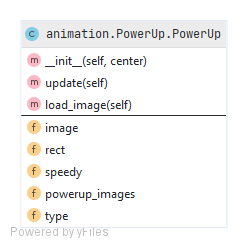 c animation.PowerUp.PowerUp
m __init__(self, center)
m update(self)
m load_image(self)
f image
f rect
f speedy
f powerup_images
f type
Powered by yFiles